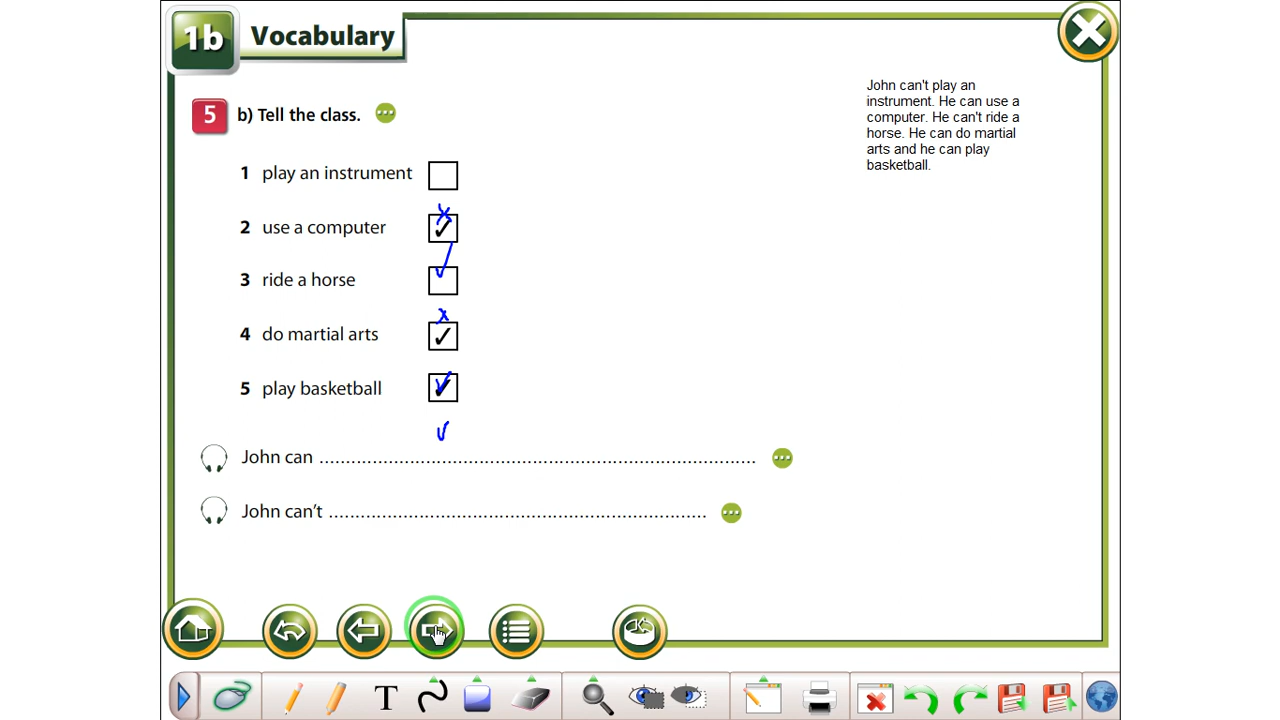 1b Vocabulary
John can't play an
instrument. He can use a
computer. He can't ride a
horse. He can do martial
arts and he can play
basketball.
5 b) Tell the class.
1 play an instrument
2 use a computer
3 ride a horse
4 do martial arts
5 play basketball
John can ....................................................................
John can't ...........................................................
T